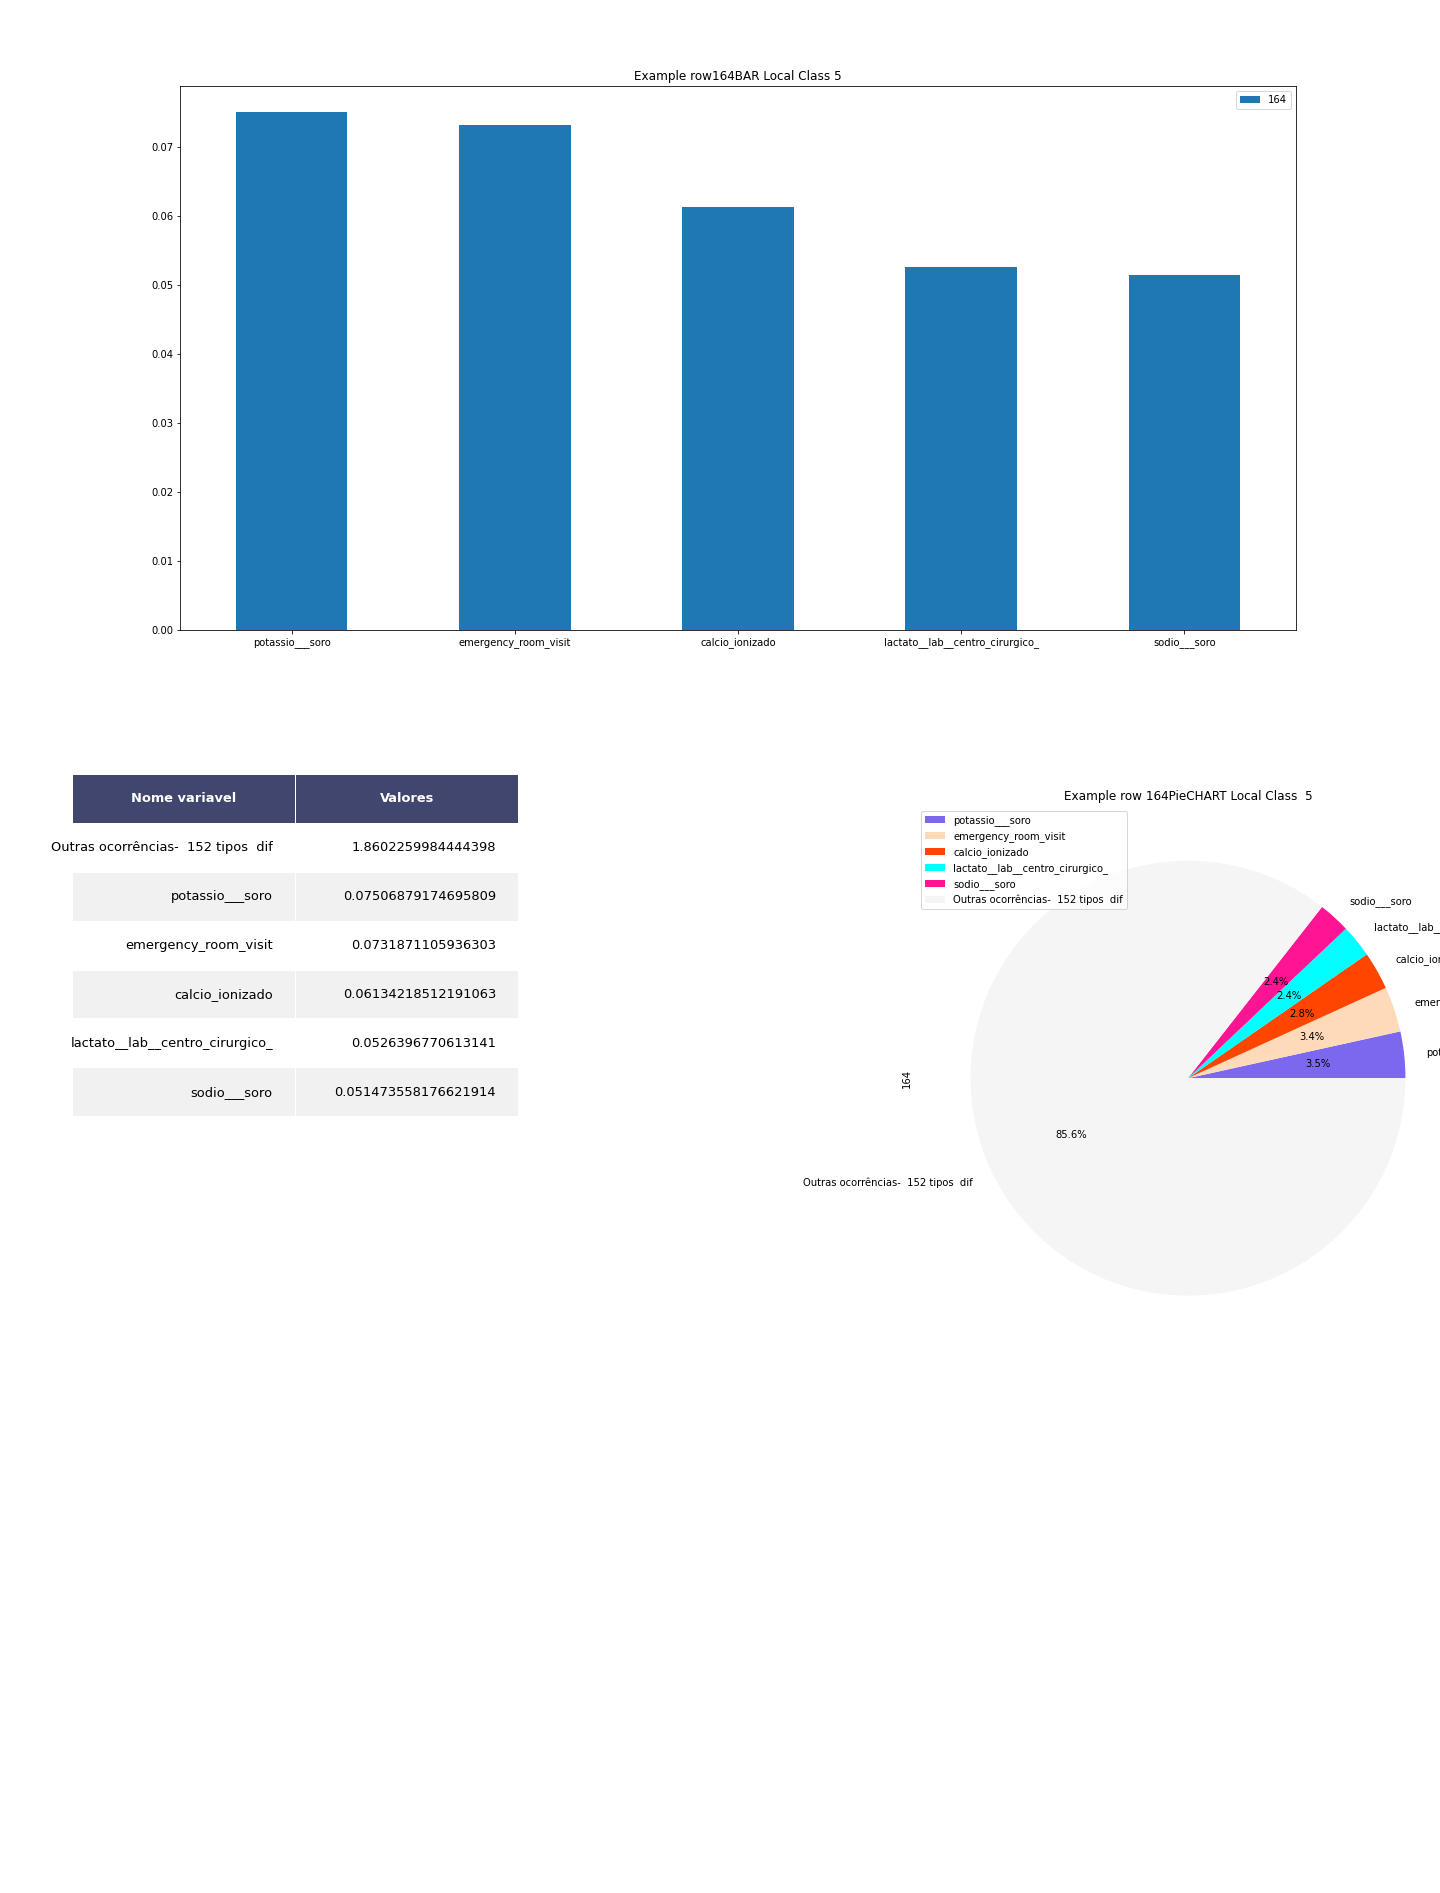 Example row164BAR Local Class 5
164
0.07
0.06
0.05
0.04
0.03
0.02
0.01
0.00
potassio___soro
emergency_room_visit
calcio_ionizado
lactato__lab__centro_cirurgico_
sodio___soro
Nome variavel Valores
Outras ocorrências-  152 tipos  dif 1.8602259984444398
potassio___soro 0.07506879174695809
emergency_room_visit 0.0731871105936303
calcio_ionizado 0.06134218512191063
lactato__lab__centro_cirurgico_ 0.0526396770613141
sodio___soro 0.051473558176621914
Example row 164PieCHART Local Class  5
potassio___soro
emergency_room_visit
calcio_ionizado
lactato__lab__centro_cirurgico_
sodio___soro
Outras ocorrências-  152 tipos  dif
sodio___soro
lactato__lab_
calcio_ion
emer
pot
2.4%
2.4%
2.8%
3.4%
3.5%
164
85.6%
Outras ocorrências-  152 tipos  dif